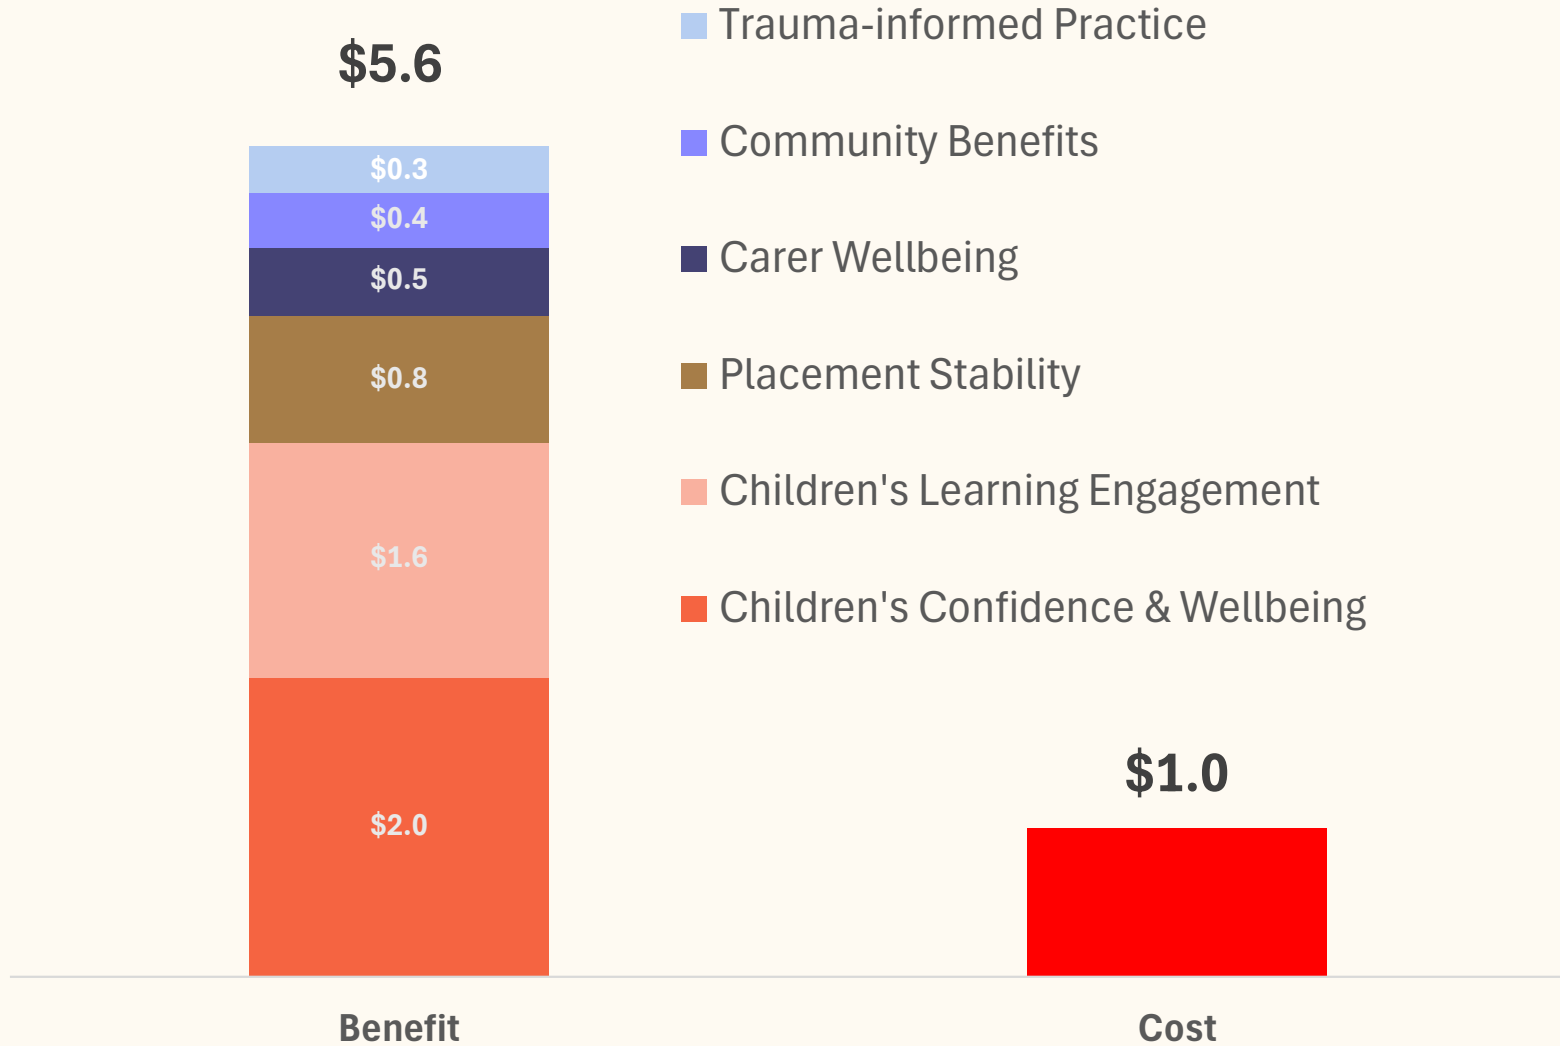 $5.6
$0.3
$0.4
$0.5
$0.8
$1.6
$2.0
Trauma-informed Practice
Community Benefits
Carer Wellbeing
Placement Stability
Children's Learning Engagement
Children's Confidence & Wellbeing
$1.0
Benefit
Cost